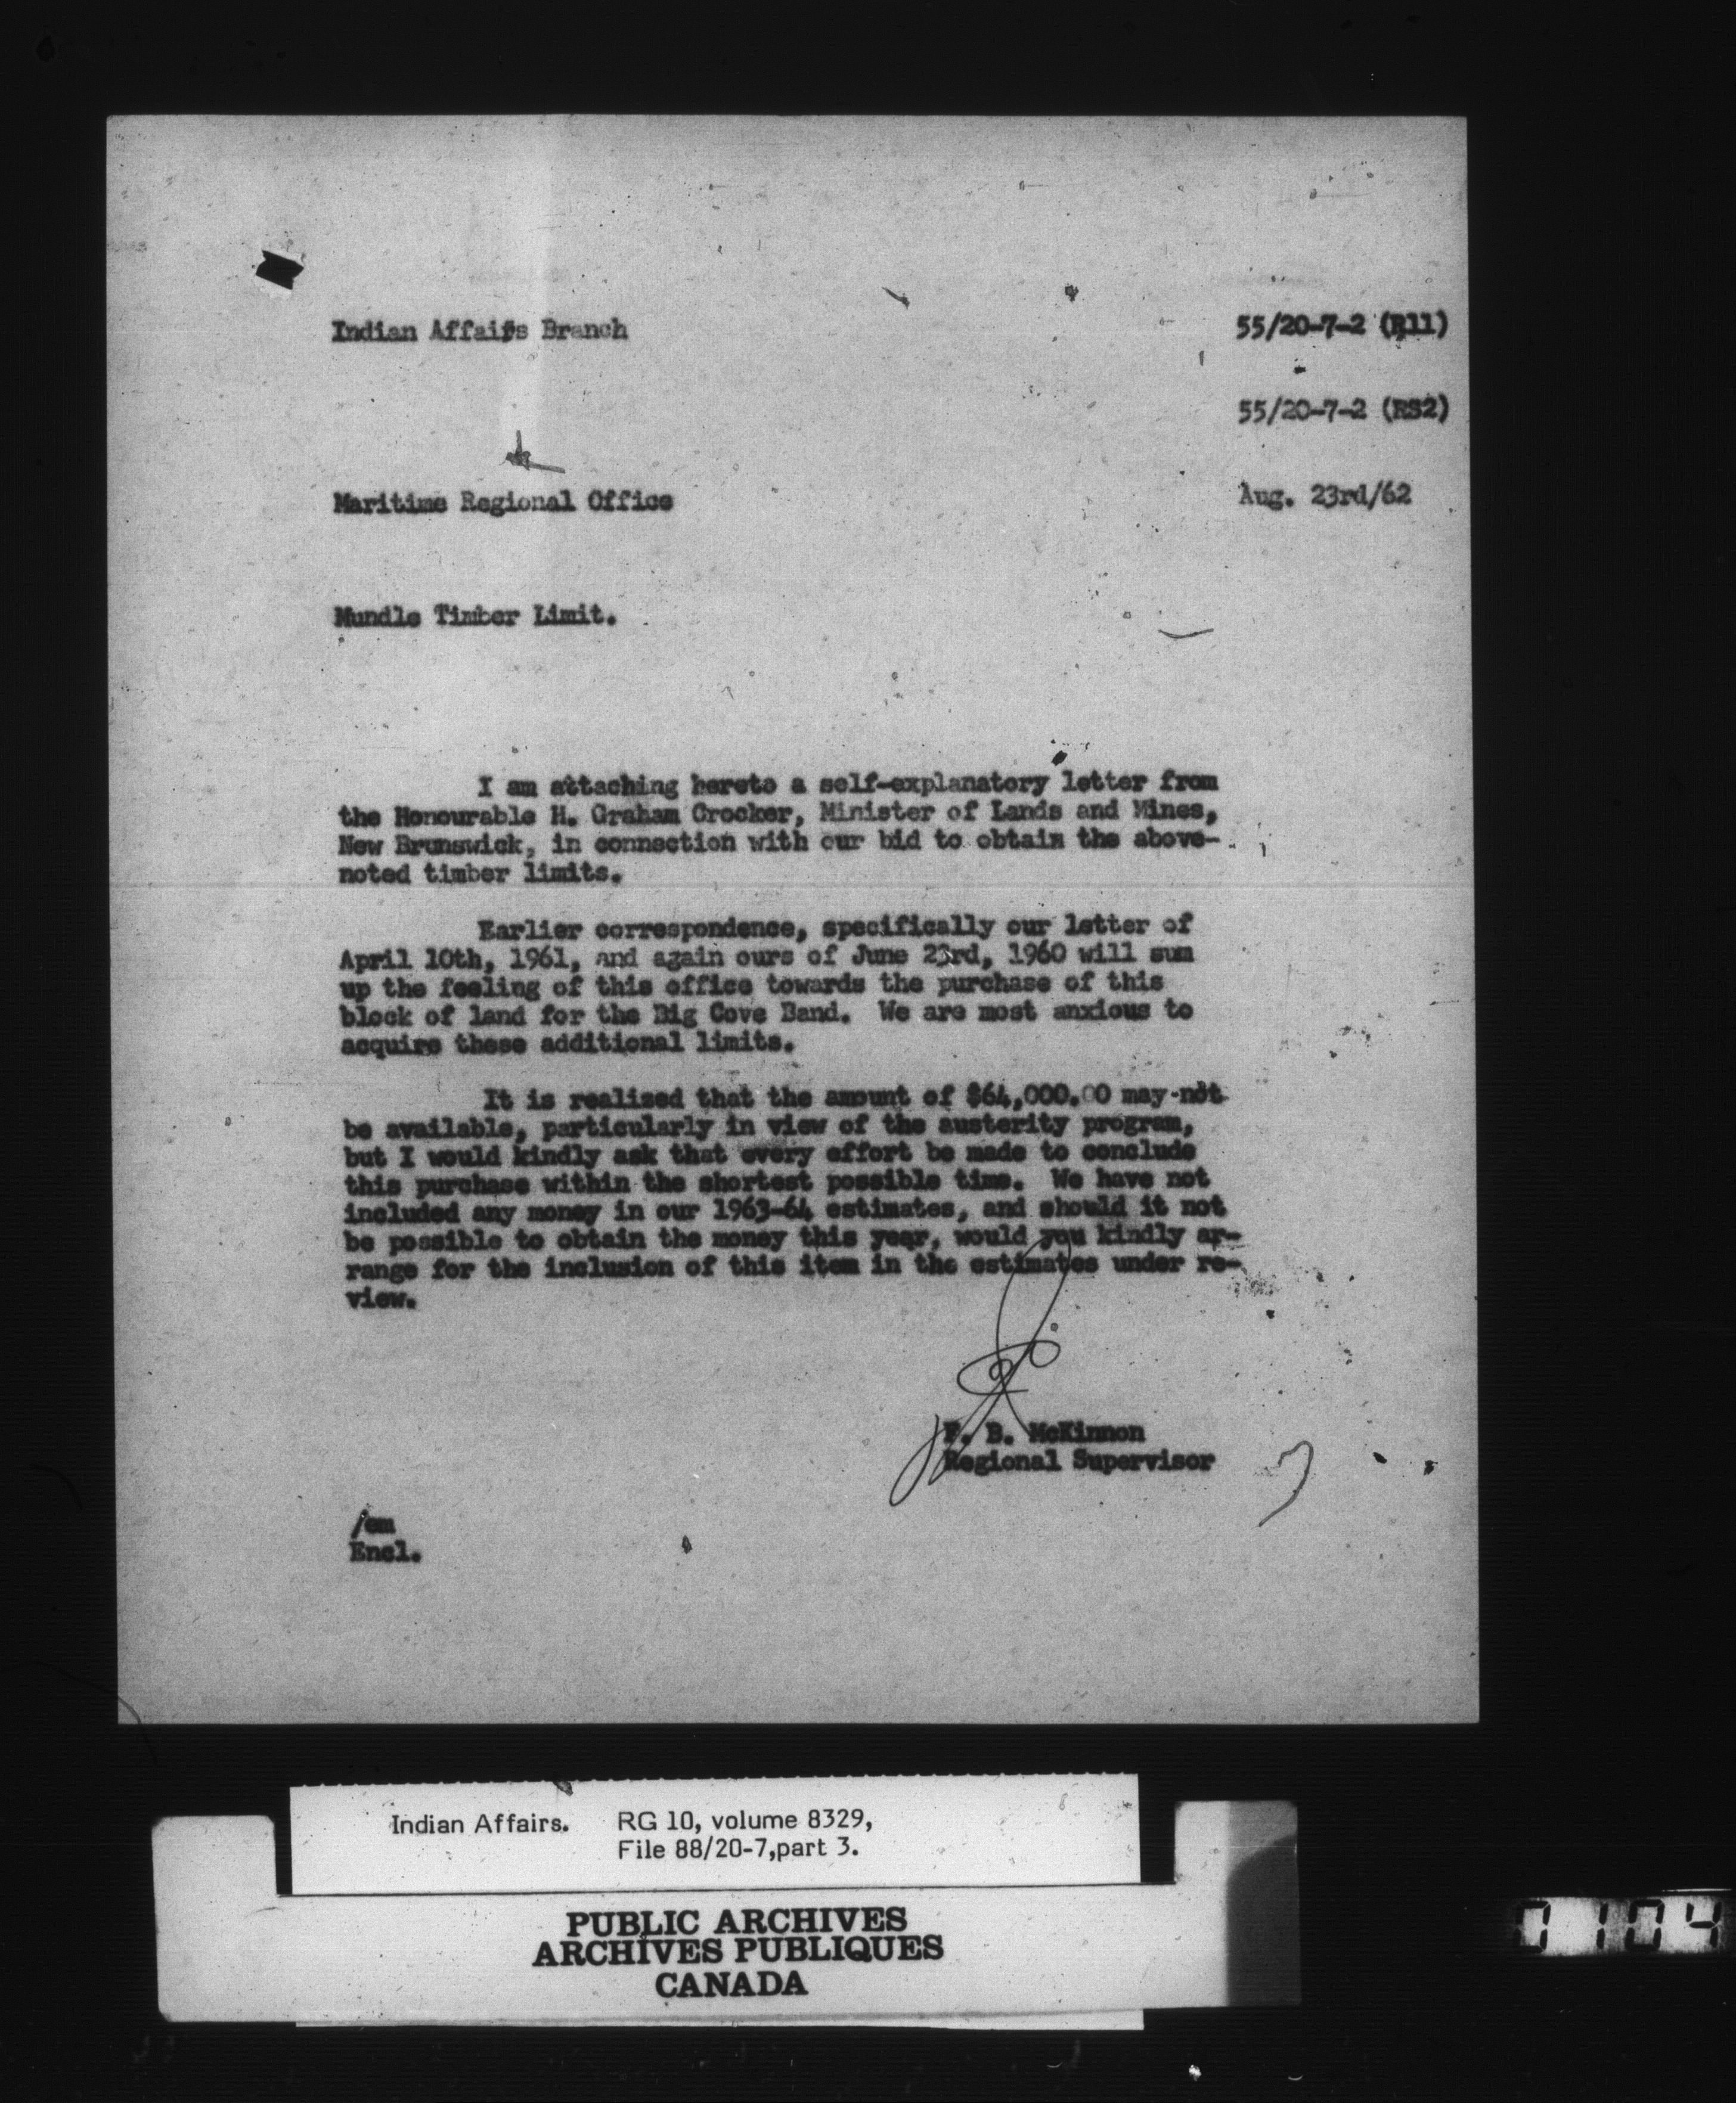 Indian Affairs Branch
55/20-7-2 (R11)
55/20-7-2 (RS2)
Maritime Regional Office
Aug. 23rd/62
Mundle Timber Limit.
I am attaching hereto a self-explanatory letter from
the Honourable H. Graham Crocker, Minister of Lands and Mines,
New Brunswick, in connection with our bid to obtain the above-
noted timber limits.
Earlier correspondence, specifically our letter of
April 10th, 1961, and again ours of June 23rd, 1960 will sum
up the feeling of this office towards the purchase of this
block of land for the Big Cove Band. We are most anxious to
acquire these additional limits.
It is realized that the amount of $64,000.00 may not
be available, particularly in view of the austerity program,
but I would kindly ask that every effort be made to conclude
this purchase within the shortest possible time. We have not
included any money in our 1963-64 estimates, and should it not
be possible to obtain the money this year, would you kindly ar-
range for the inclusion of this item in the estimates under re-
view.
F. B. McKinnon
Regional Supervisor
/em
Encl.
Indian Affairs. RG 10, volume 8329,
File 88/20-7,part 3.
PUBLIC ARCHIVES
ARCHIVES PUBLIQUES
CANADA
0104